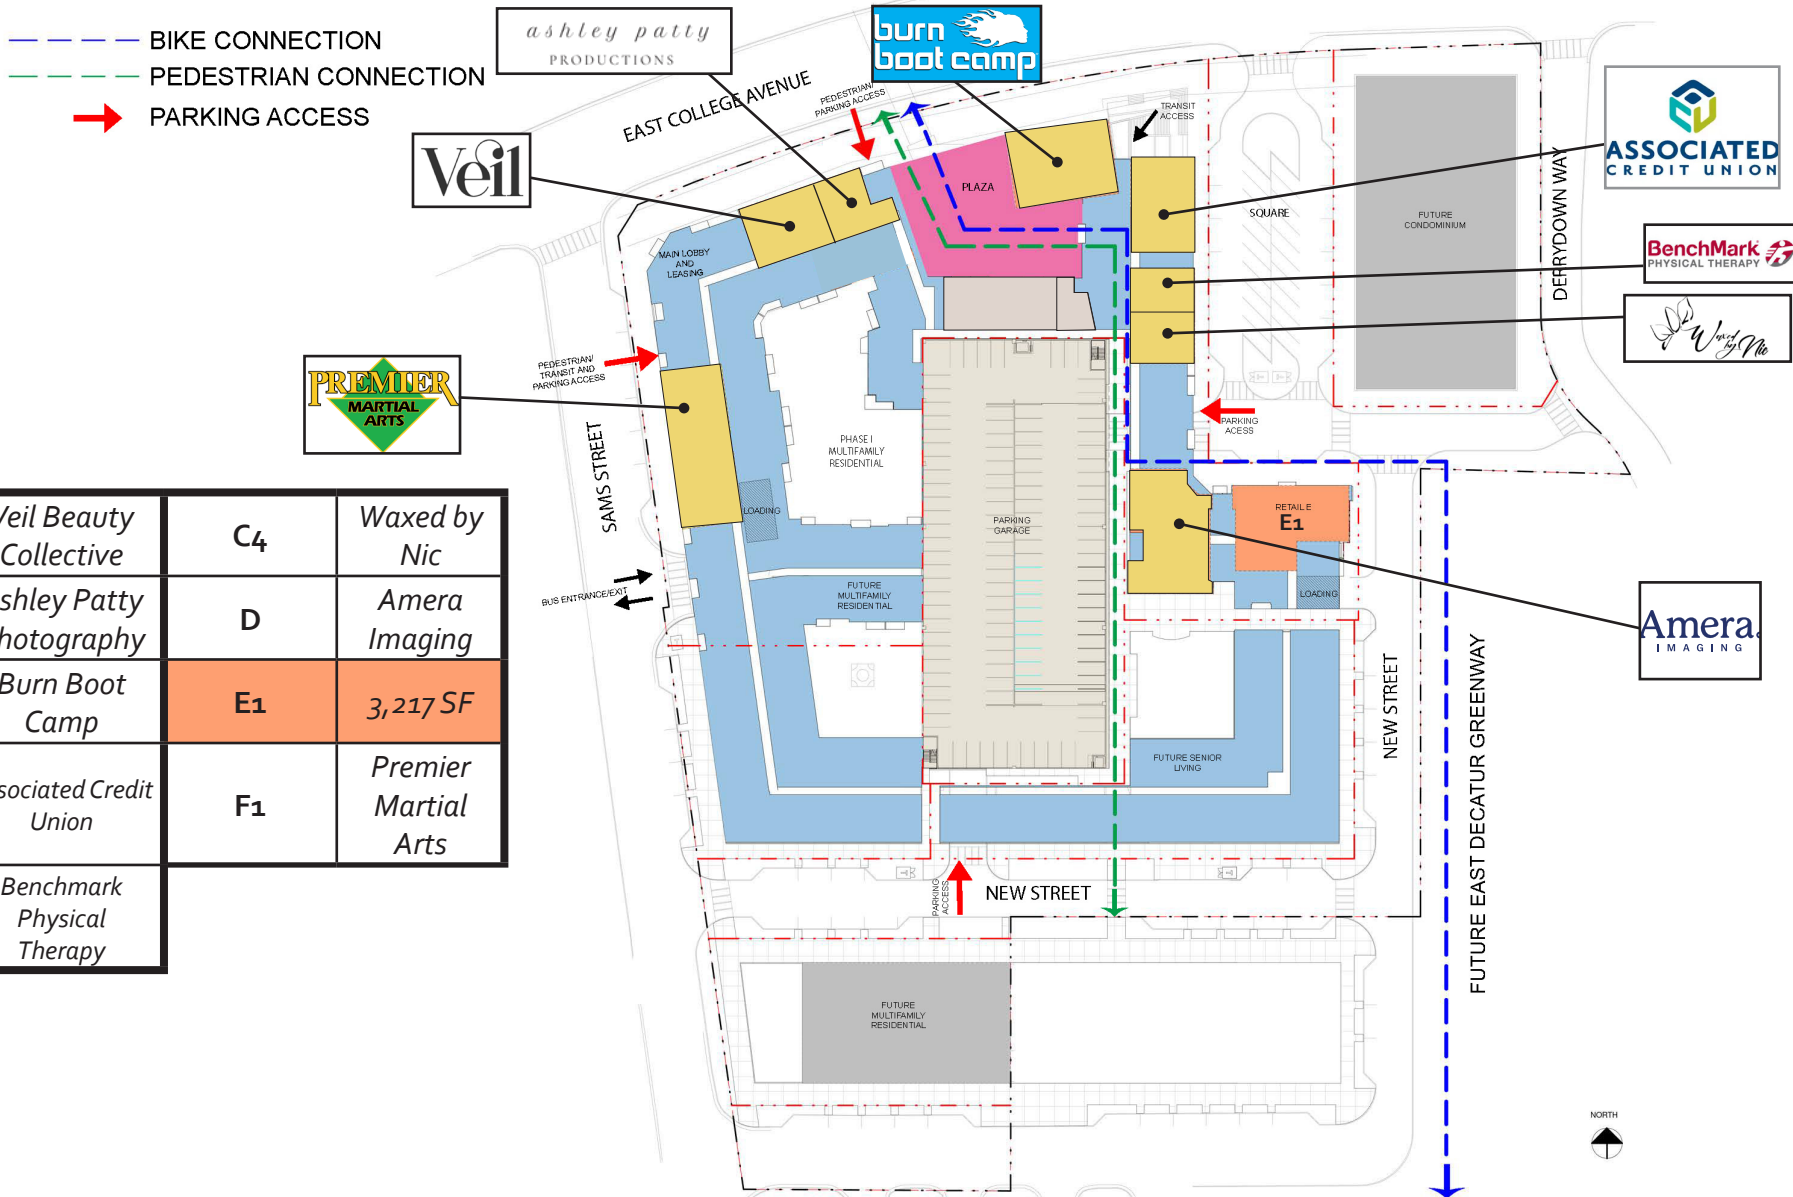 BIKE CONNECTION
PEDESTRIAN CONNECTION
PARKING ACCESS
ashley patty
PRODUCTIONS
burn
boot camp
Veil
EAST COLLEGE AVENUE
PEDESTRIAN/
PARKING ACCESS
TRANSIT
ACCESS
ASSOCIATED
CREDIT UNION
PLAZA
SQUARE
FUTURE
CONDOMINIUM
DERRYDOWN WAY
BenchMark
PHYSICAL THERAPY
Waxed
by Nic
MAIN LOBBY
AND
LEASING
PEDESTRIAN/
TRANSIT AND
PARKING ACCESS
PREMIER
MARTIAL
ARTS
SAMS STREET
PHASE I
MULTIFAMILY
RESIDENTIAL
PARKING
ACESS
LOADING
PARKING
GARAGE
RETAIL E
E1
LOADING
BUS ENTRANCE/EXIT
FUTURE
MULTIFAMILY
RESIDENTIAL
Amera
IMAGING
NEW STREET
FUTURE SENIOR
LIVING
FUTURE EAST DECATUR GREENWAY
PARKING
ACCESS
NEW STREET
FUTURE
MULTIFAMILY
RESIDENTIAL
NORTH
eil Beauty
Collective
C4
Waxed by
Nic
shley Patty
hotography
D
Amera
Imaging
Burn Boot
Camp
E1
3,217 SF
sociated Credit
Union
F1
Premier
Martial
Arts
Benchmark
Physical
Therapy